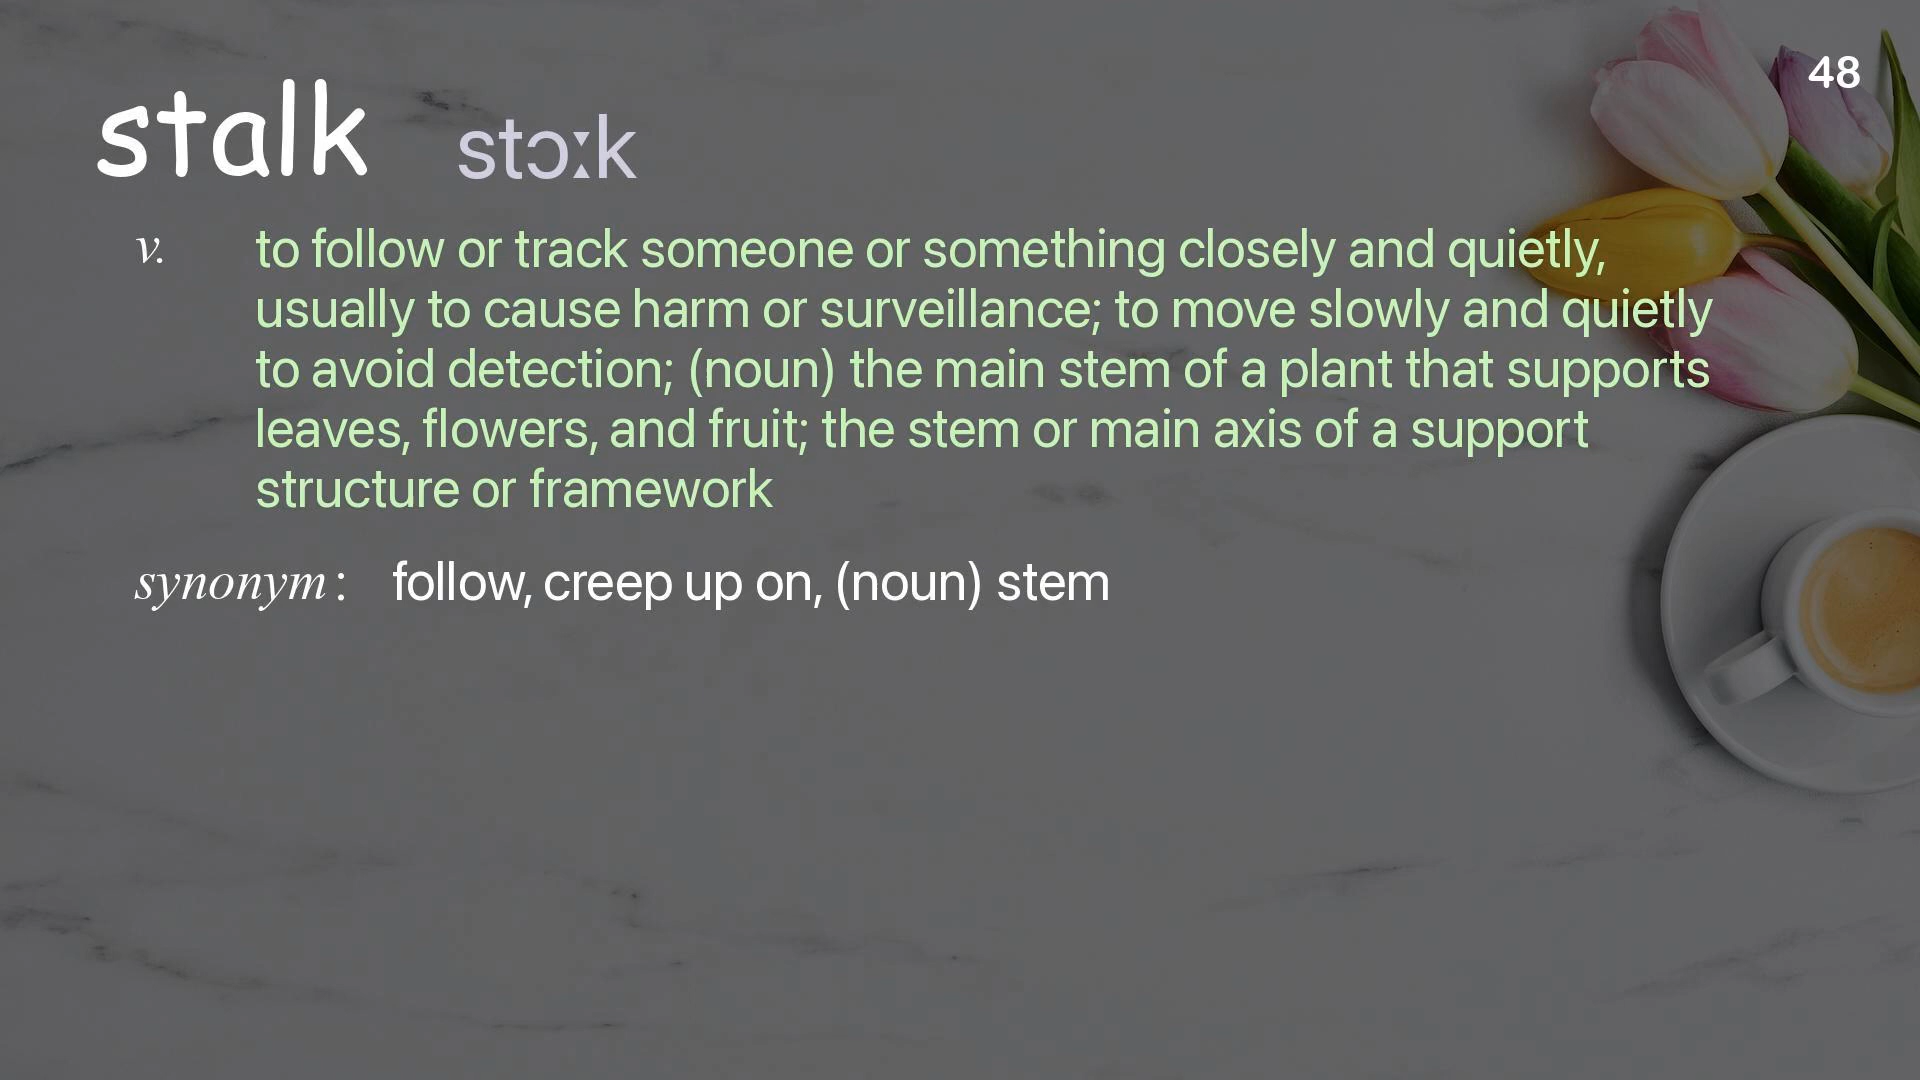 48
stalk stɔːk
v. to follow or track someone or something closely and quietly,
usually to cause harm or surveillance; to move slowly and quietly
to avoid detection; (noun) the main stem of a plant that supports
leaves, flowers, and fruit; the stem or main axis of a support
structure or framework
synonym : follow, creep up on, (noun) stem